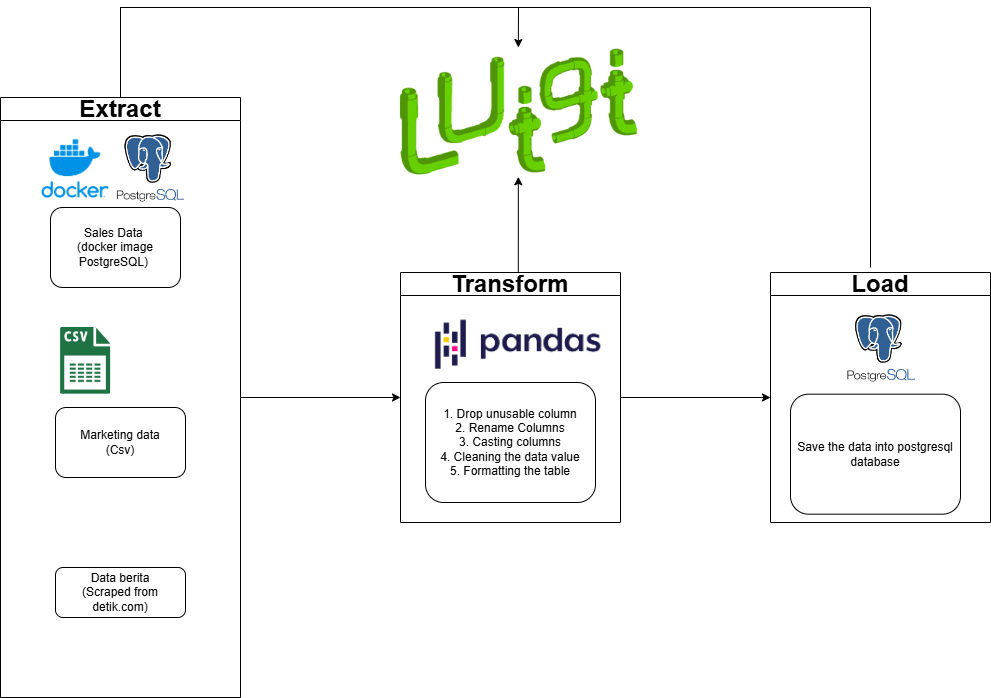 Luigi
Extract
docker
PostgreSQL
Sales Data
(docker image
PostgreSQL)
CSV
Marketing data
(Csv)
Data berita
(Scraped from
detik.com)
Transform
pandas
1. Drop unusable column
2. Rename Columns
3. Casting columns
4. Cleaning the data value
5. Formatting the table
Load
PostgreSQL
Save the data into postgresql
database